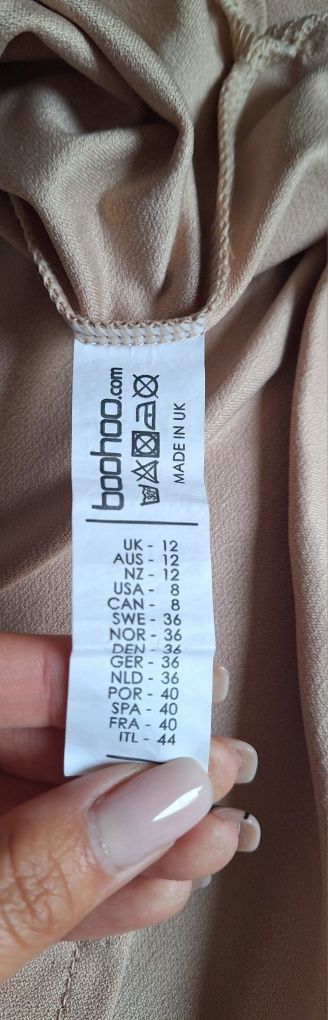 boohoo.com
MADE IN UK
UK - 12
AUS - 12
NZ - 12
USA - 8
CAN - 8
SWE - 36
NOR - 36
DEN - 36
GER - 36
NLD - 36
POR - 40
SPA - 40
FRA - 40
ITL - 44